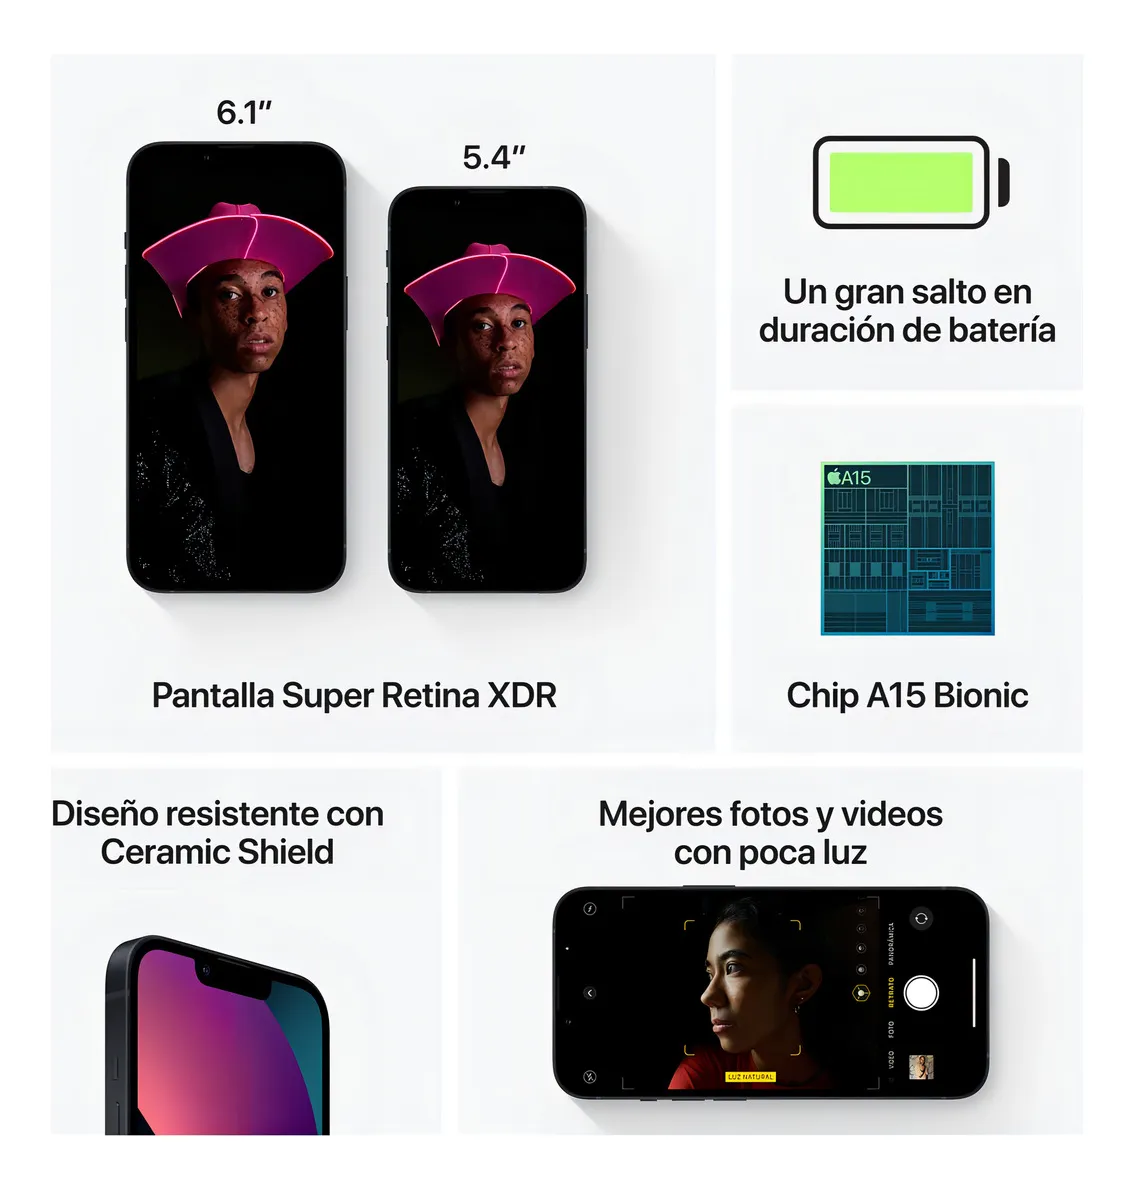 6.1”
5.4”
Pantalla Super Retina XDR
Un gran salto en
duración de batería
A15
Chip A15 Bionic
Diseño resistente con
Ceramic Shield
Mejores fotos y videos
con poca luz
PANORÁMICA
RETRATO
FOTO
VIDEO
LUZ NATURAL